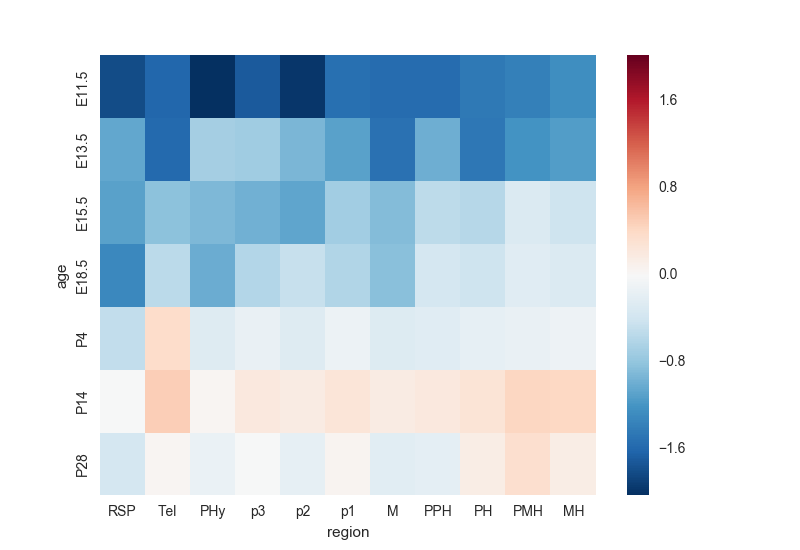 age
E11.5
E13.5
E15.5
E18.5
P4
P14
P28
RSP Tel PHy p3 p2 p1 M PPH PH PMH MH
region
1.6
0.8
0.0
−0.8
−1.6